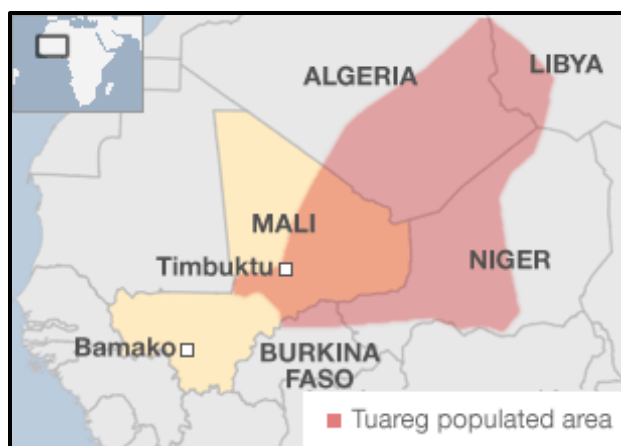 ALGERIA
LIBYA
MALI
Timbuktu
NIGER
Bamako
BURKINA
FASO
Tuareg populated area